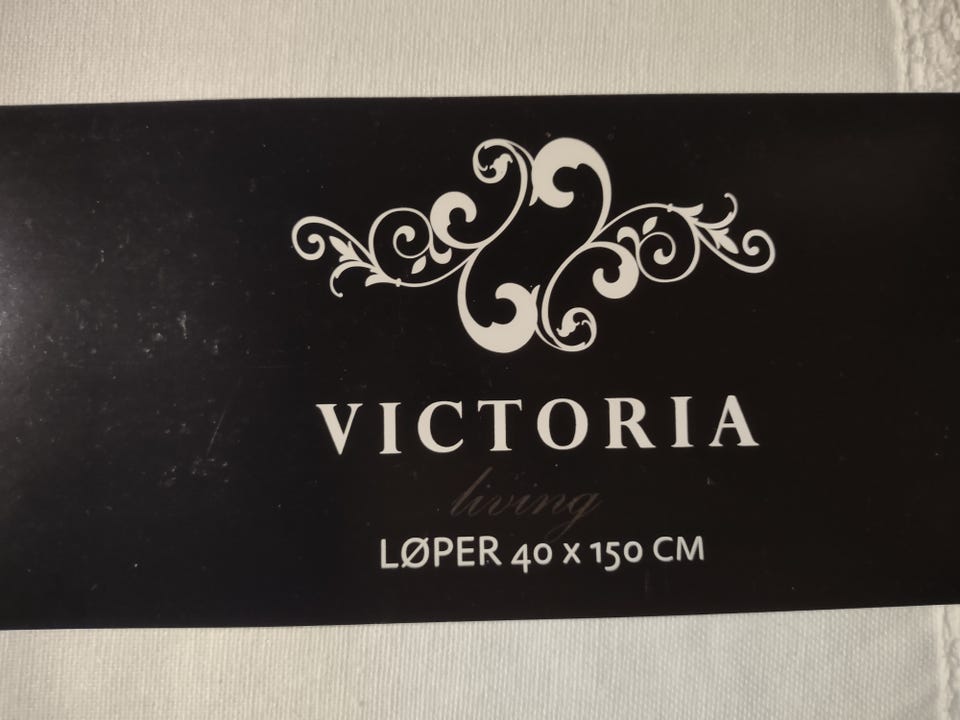 VICTORIA
living
LØPER 40 x 150 CM